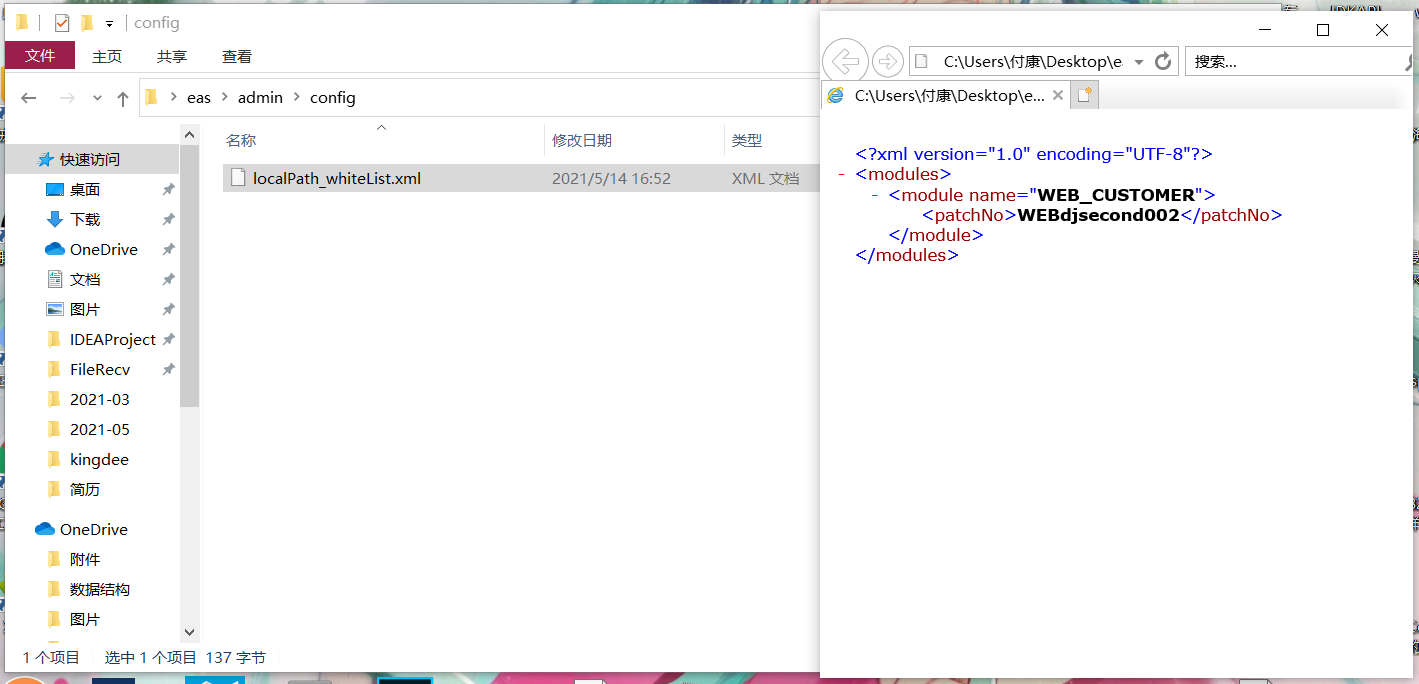 config
文件 主页 共享 查看
eas admin config
名称 修改日期 类型
快速访问
localPath_whiteList.xml 2021/5/14 16:52 XML 文档
桌面
下载
OneDrive
文档
图片
IDEAProject
FileRecv
2021-03
2021-05
kingdee
简历
OneDrive
附件
数据结构
图片
1 个项目 选中 1 个项目 137 字节
C:\Users\付康\Desktop\e 搜索...
C:\Users\付康\Desktop\e...
<?xml version="1.0" encoding="UTF-8"?>
- <modules>
- <module name="WEB_CUSTOMER">
<patchNo>WEBdjsecond002</patchNo>
</module>
</modules>